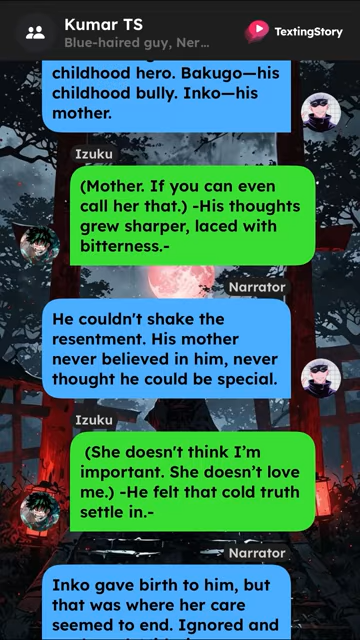 Kumar TS
Blue-haired guy, Ner...
TextingStory
childhood hero. Bakugo—his
childhood bully. Inko—his
mother.
Izuku
(Mother. If you can even
call her that.) -His thoughts
grew sharper, laced with
bitterness.-
Narrator
He couldn't shake the
resentment. His mother
never believed in him, never
thought he could be special.
Izuku
(She doesn't think I’m
important. She doesn’t love
me.) -He felt that cold truth
settle in.-
Narrator
Inko gave birth to him, but
that was where her care
seemed to end. Ignored and